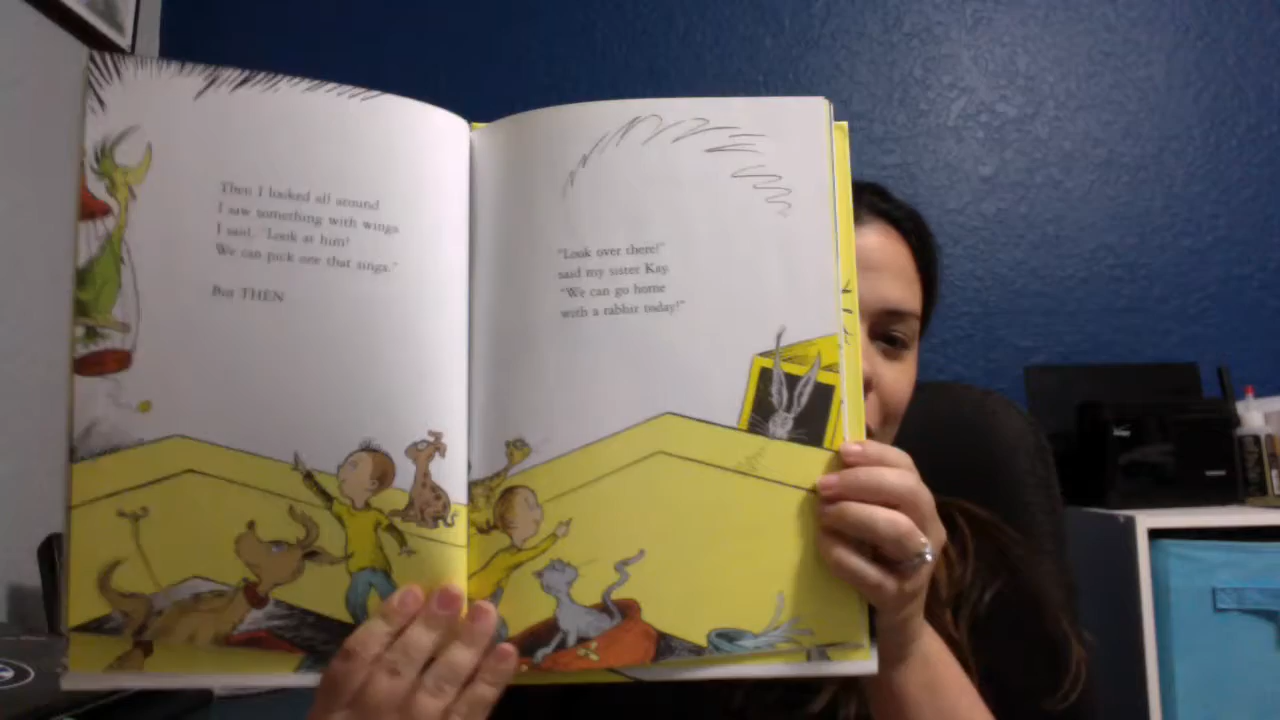 Then I looked all around
I saw something with wings.
I said, "Look at him!
We can pick one that sings."
But THEN
"Look over there!"
said my sister Kay.
"We can go home
with a rabbit today!"